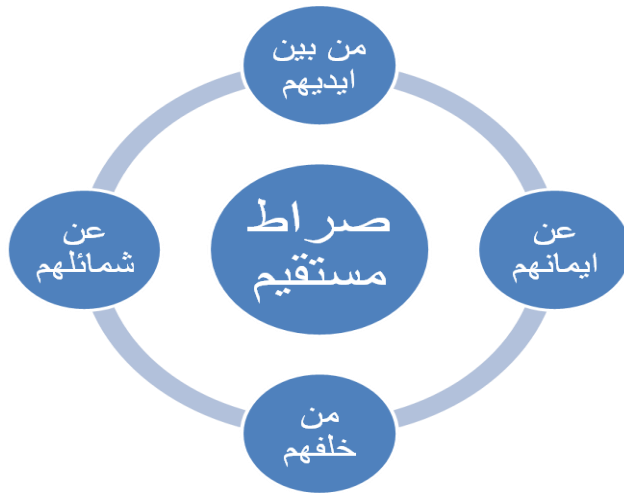 من بين
ايديهم
عن
ايمانهم
من
خلفهم
عن
شمائلهم
صراط
مستقيم